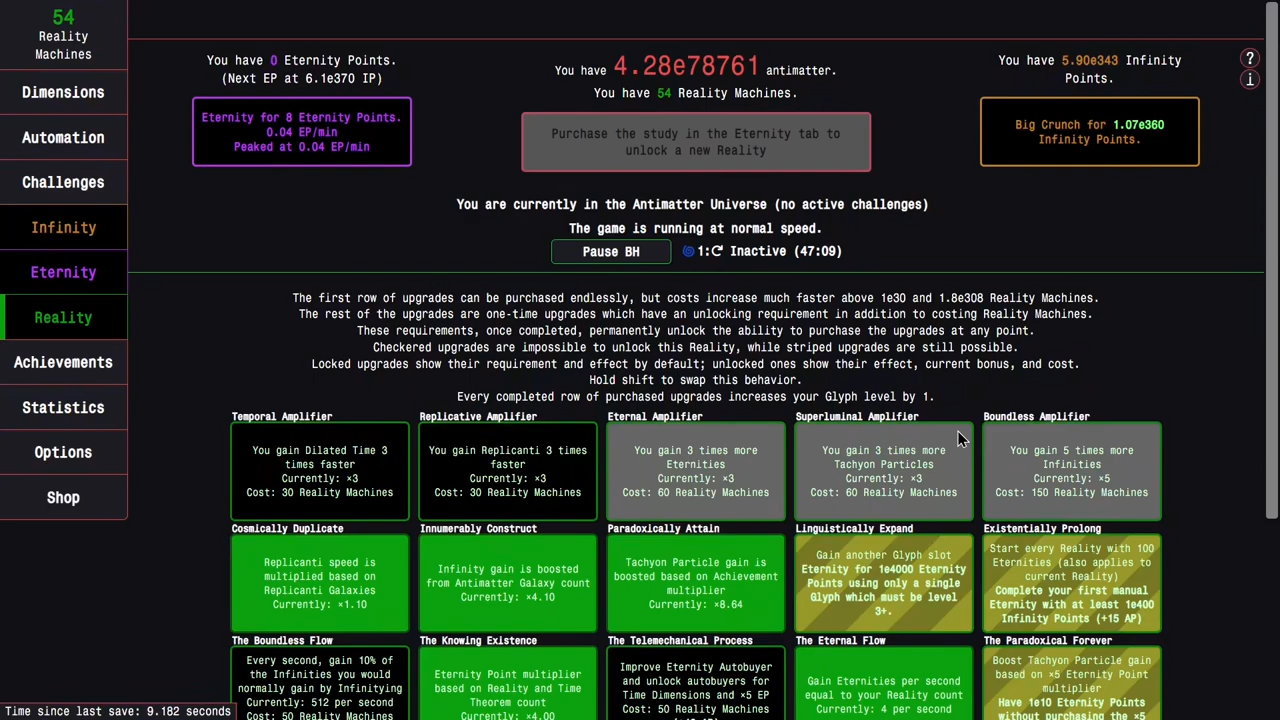 54
Reality
Machines
Dimensions
Automation
Challenges
Infinity
Eternity
Reality
Achievements
Statistics
Options
Shop
You have 0 Eternity Points.
(Next EP at 6.1e370 IP)
Eternity for 8 Eternity Points.
0.04 EP/min
Peaked at 0.04 EP/min
You have 4.28e78761 antimatter.
You have 54 Reality Machines.
Purchase the study in the Eternity tab to
unlock a new Reality
You have 5.90e343 Infinity
Points.
Big Crunch for 1.07e360
Infinity Points.
?
i
You are currently in the Antimatter Universe (no active challenges)
The game is running at normal speed.
Pause BH
1: Inactive (47:09)
The first row of upgrades can be purchased endlessly, but costs increase much faster above 1e30 and 1.8e308 Reality Machines.
The rest of the upgrades are one-time upgrades which have an unlocking requirement in addition to costing Reality Machines.
These requirements, once completed, permanently unlock the ability to purchase the upgrades at any point.
Checkered upgrades are impossible to unlock this Reality, while striped upgrades are still possible.
Locked upgrades show their requirement and effect by default; unlocked ones show their effect, current bonus, and cost.
Hold shift to swap this behavior.
Every completed row of purchased upgrades increases your Glyph level by 1.
Temporal Amplifier
You gain Dilated Time 3
times faster
Currently: ×3
Cost: 30 Reality Machines
Replicative Amplifier
You gain Replicanti 3 times
faster
Currently: ×3
Cost: 30 Reality Machines
Eternal Amplifier
You gain 3 times more
Eternities
Currently: ×3
Cost: 60 Reality Machines
Superluminal Amplifier
You gain 3 times more
Tachyon Particles
Currently: ×3
Cost: 60 Reality Machines
Boundless Amplifier
You gain 5 times more
Infinities
Currently: ×5
Cost: 150 Reality Machines
Cosmically Duplicate
Replicanti speed is
multiplied based on
Replicanti Galaxies
Currently: ×1.10
Innumerably Construct
Infinity gain is boosted
from Antimatter Galaxy count
Currently: ×4.10
Paradoxically Attain
Tachyon Particle gain is
boosted based on Achievement
multiplier
Currently: ×8.64
Linguistically Expand
Gain another Glyph slot
Eternity for 1e4000 Eternity
Points using only a single
Glyph which must be level
3+.
Existentially Prolong
Start every Reality with 100
Eternities (also applies to
current Reality)
Complete your first manual
Eternity with at least 1e400
Infinity Points (+15 AP)
The Boundless Flow
Every second, gain 10% of
the Infinities you would
normally gain by Infinitying
Currently: 512 per second
Cost: 50 Reality Machines
The Knowing Existence
Eternity Point multiplier
based on Reality and Time
Theorem count
Currently: ×4.00
The Telemechanical Process
Improve Eternity Autobuyer
and unlock autobuyers for
Time Dimensions and ×5 EP
Cost: 50 Reality Machines
The Eternal Flow
Gain Eternities per second
equal to your Reality count
Currently: 4 per second
The Paradoxical Forever
Boost Tachyon Particle gain
based on ×5 Eternity Point
multiplier
Have 1e10 Eternity Points
without purchasing the ×5
Time since last save: 9.182 seconds